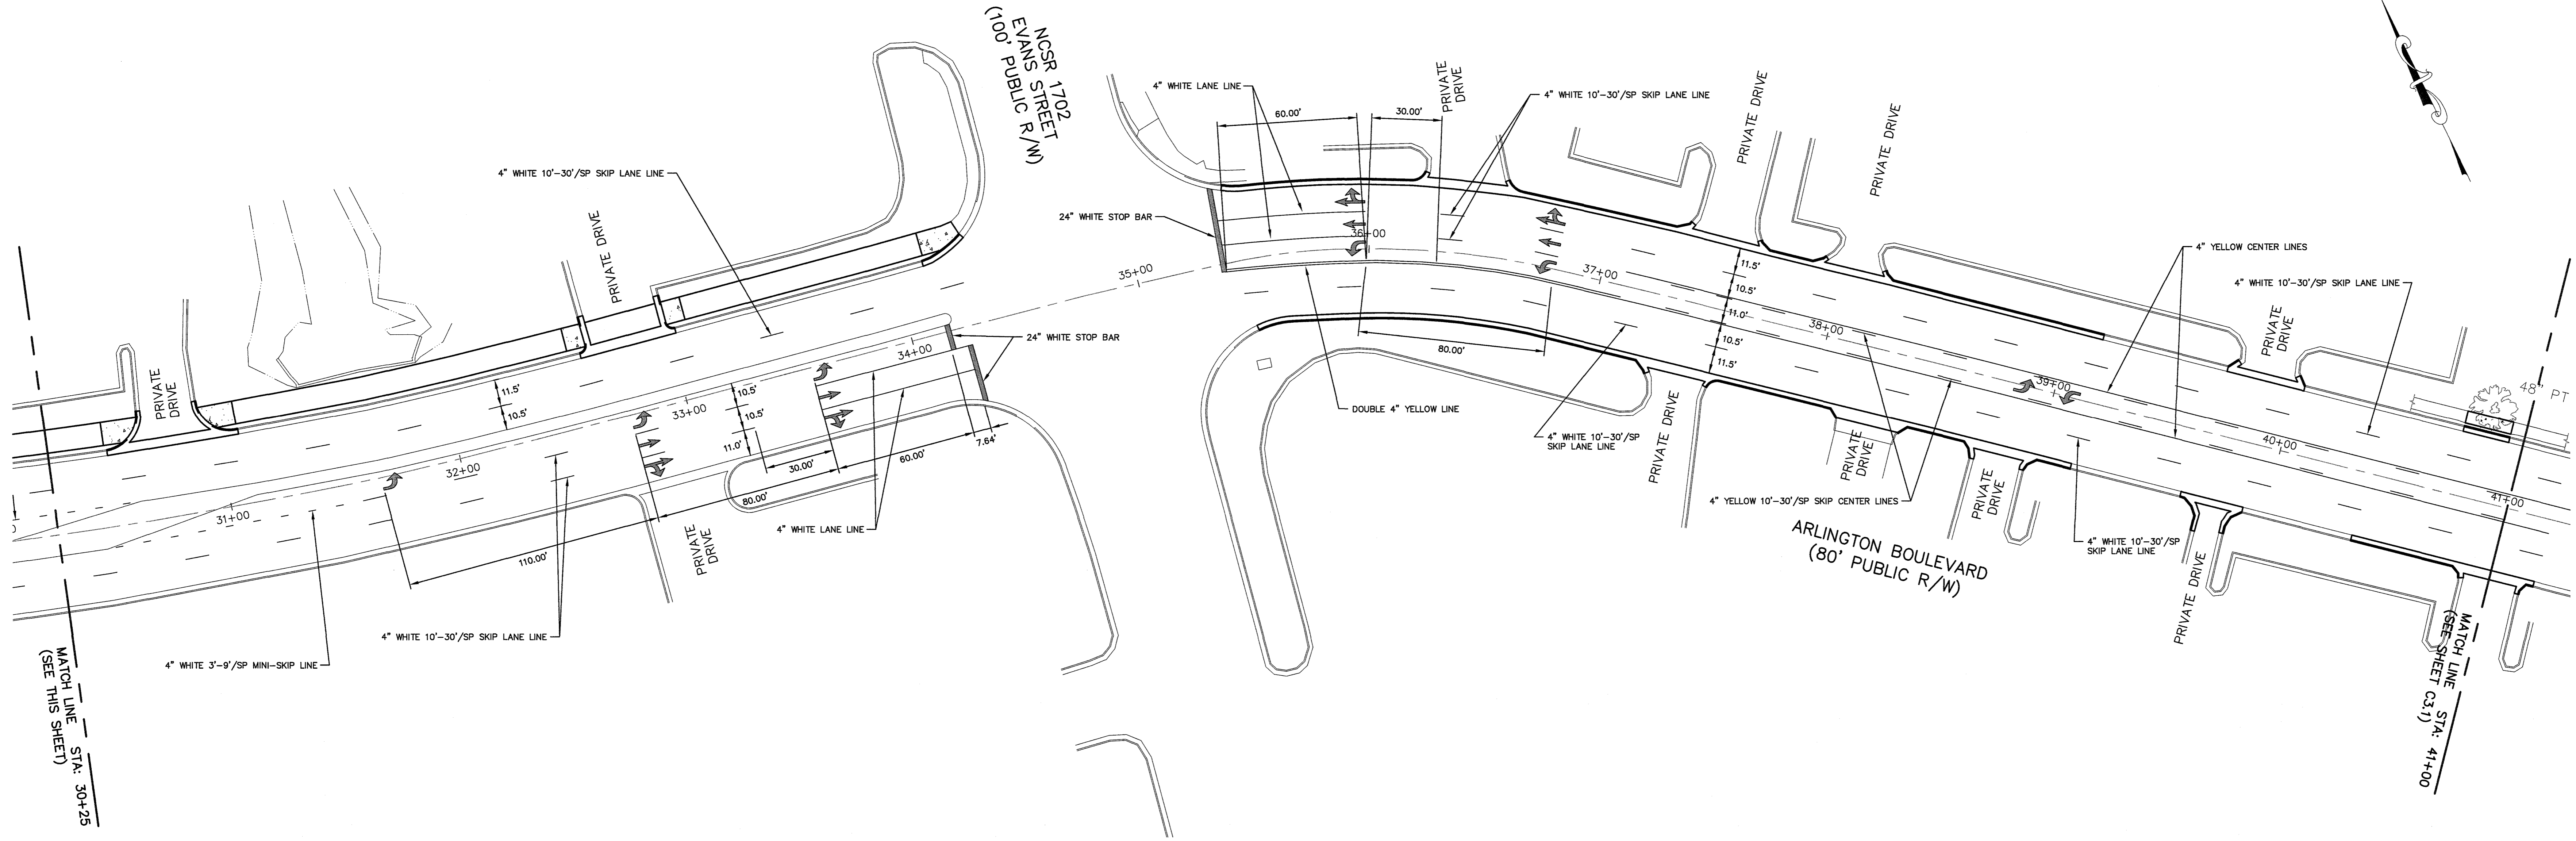 NCSR 1702
EVANS STREET
(100' PUBLIC R/W)
4" WHITE LANE LINE
60.00'
30.00'
PRIVATE
DRIVE
4" WHITE 10'-30'/SP SKIP LANE LINE
PRIVATE DRIVE
PRIVATE DRIVE
4" WHITE 10'-30'/SP SKIP LANE LINE
PRIVATE DRIVE
24" WHITE STOP BAR
36+00
35+00
37+00
11.5'
10.5'
11.0'
10.5'
11.5'
38+00
4" YELLOW CENTER LINES
4" WHITE 10'-30'/SP SKIP LANE LINE
PRIVATE
DRIVE
24" WHITE STOP BAR
34+00
80.00'
39+00
48" PT
PRIVATE
DRIVE
11.5'
10.5'
33+00
10.5'
10.5'
11.0'
7.64'
60.00'
30.00'
80.00'
DOUBLE 4" YELLOW LINE
4" WHITE 10'-30'/SP
SKIP LANE LINE
PRIVATE DRIVE
PRIVATE
DRIVE
40+00
32+00
31+00
0
110.00'
PRIVATE
DRIVE
4" WHITE LANE LINE
4" YELLOW 10'-30'/SP SKIP CENTER LINES
PRIVATE
DRIVE
41+00
ARLINGTON BOULEVARD
(80' PUBLIC R/W)
4" WHITE 10'-30'/SP
SKIP LANE LINE
PRIVATE DRIVE
4" WHITE 10'-30'/SP SKIP LANE LINE
4" WHITE 3'-9'/SP MINI-SKIP LINE
MATCH LINE STA: 30+25
(SEE THIS SHEET)
MATCH LINE STA: 41+00
(SEE SHEET C3.1)